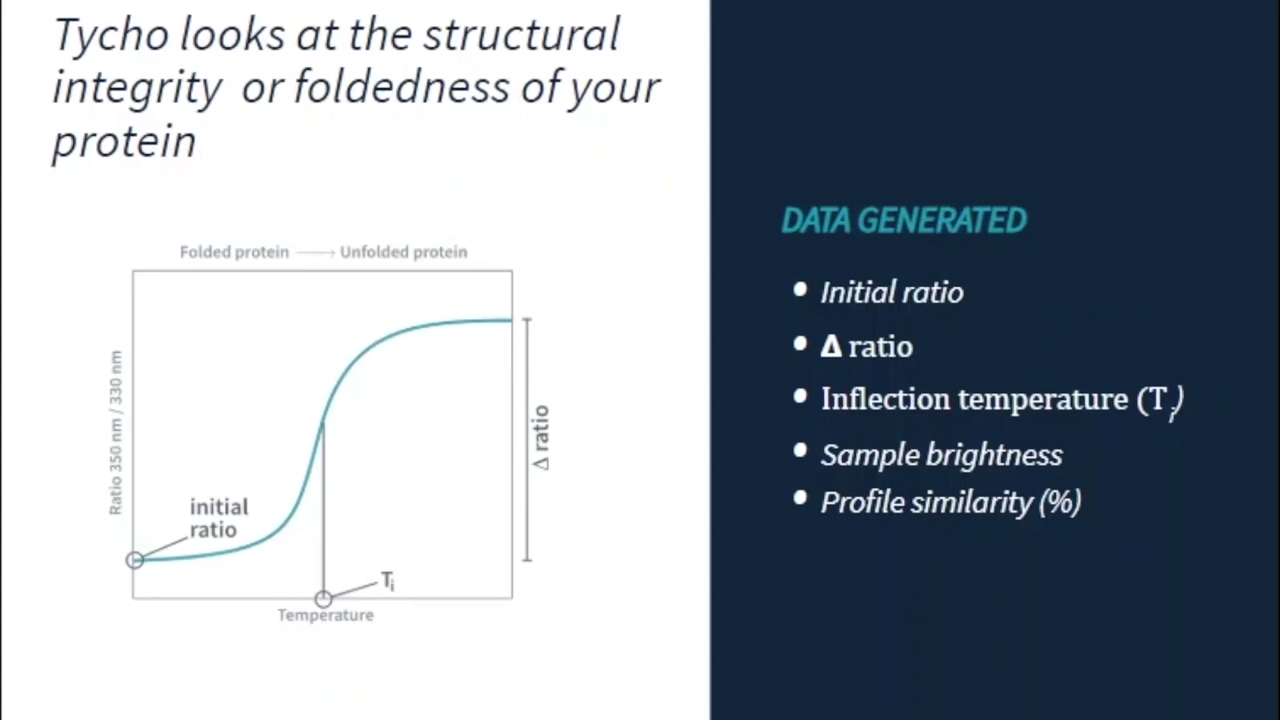 Tycho looks at the structural
integrity or foldedness of your
protein
Folded protein → Unfolded protein
Ratio 350 nm / 330 nm
initial
ratio
Ti
Temperature
Δ ratio
DATA GENERATED
• Initial ratio
• Δ ratio
• Inflection temperature (Ti)
• Sample brightness
• Profile similarity (%)